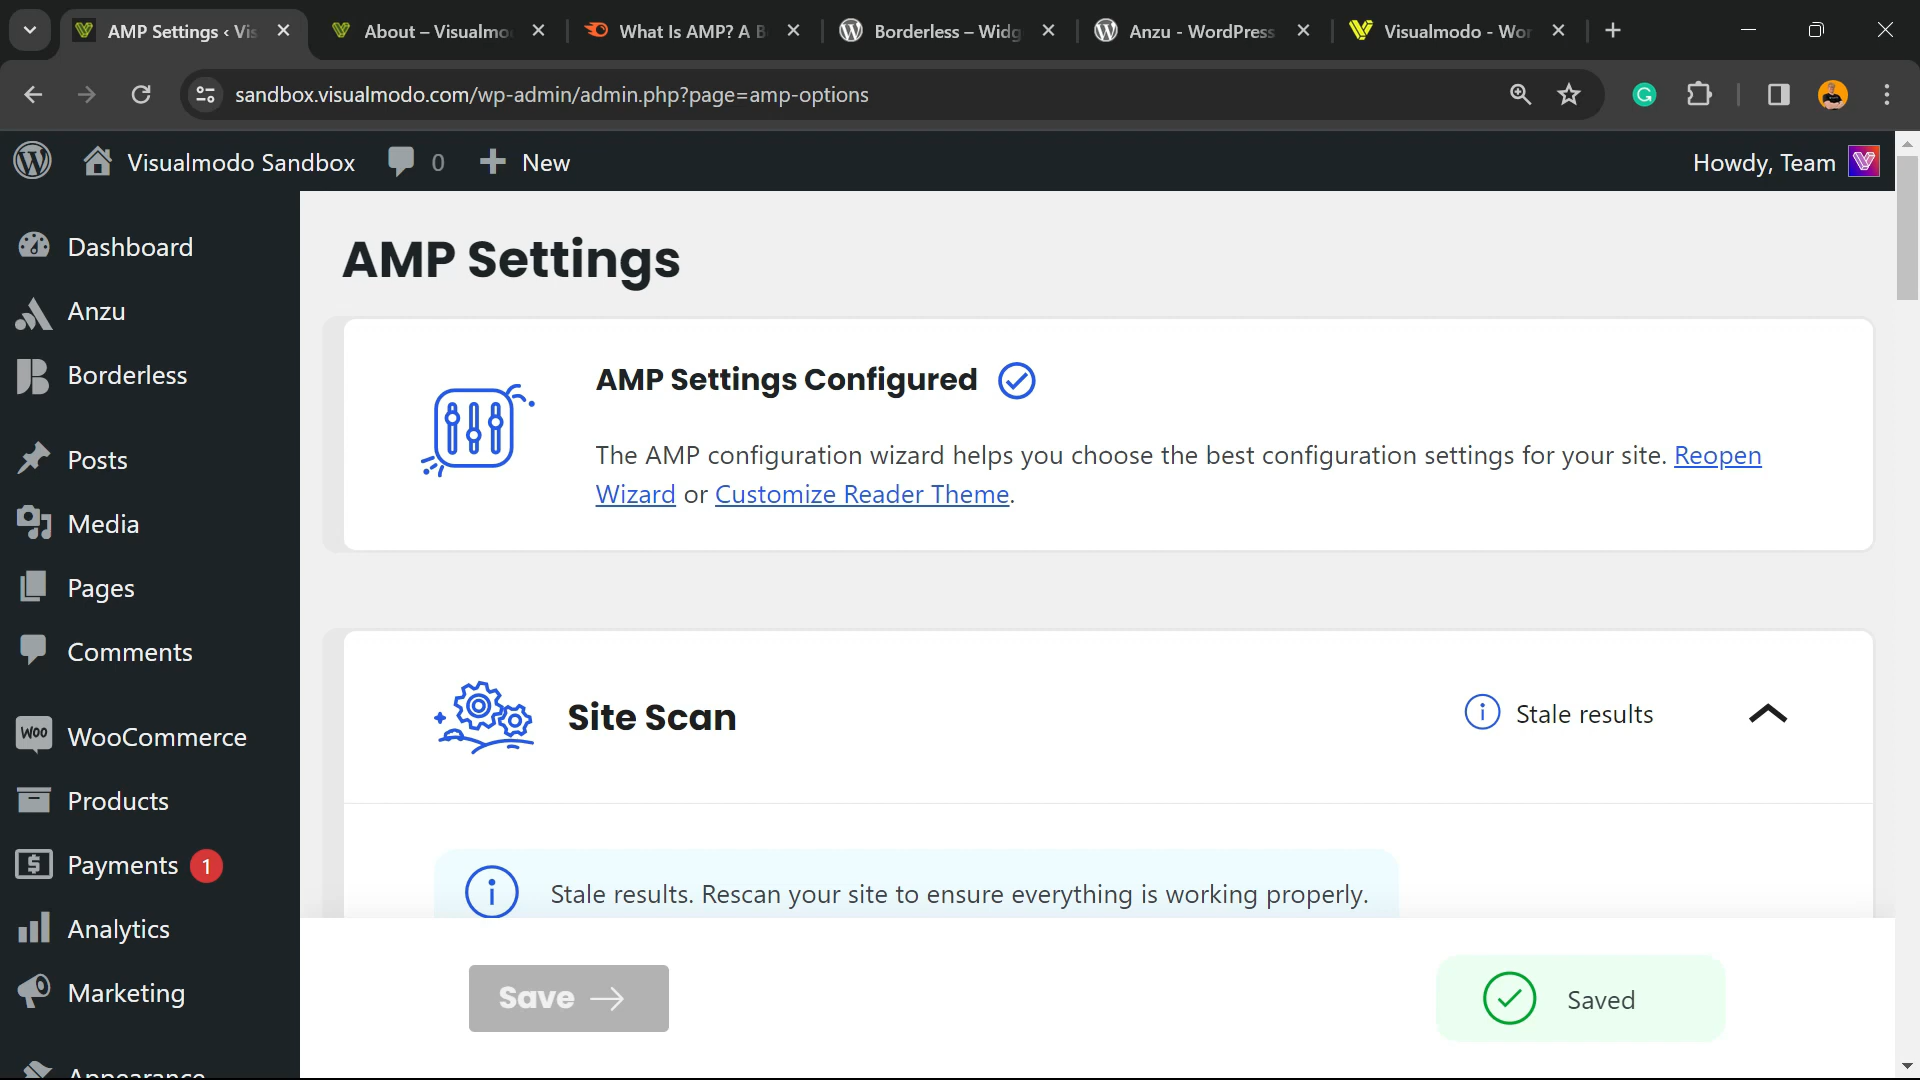 AMP Settings ‹ Vis
About – Visualmo
What Is AMP? A B
Borderless – Widg
Anzu - WordPress
Visualmodo - Wor
sandbox.visualmodo.com/wp-admin/admin.php?page=amp-options
Visualmodo Sandbox
0
New
Howdy, Team
Dashboard
Anzu
Borderless
Posts
Media
Pages
Comments
WOO
WooCommerce
Products
Payments 1
Analytics
Marketing
Appearance
AMP Settings
AMP Settings Configured
The AMP configuration wizard helps you choose the best configuration settings for your site. Reopen
Wizard or Customize Reader Theme.
Site Scan
Stale results
Stale results. Rescan your site to ensure everything is working properly.
Save
Saved